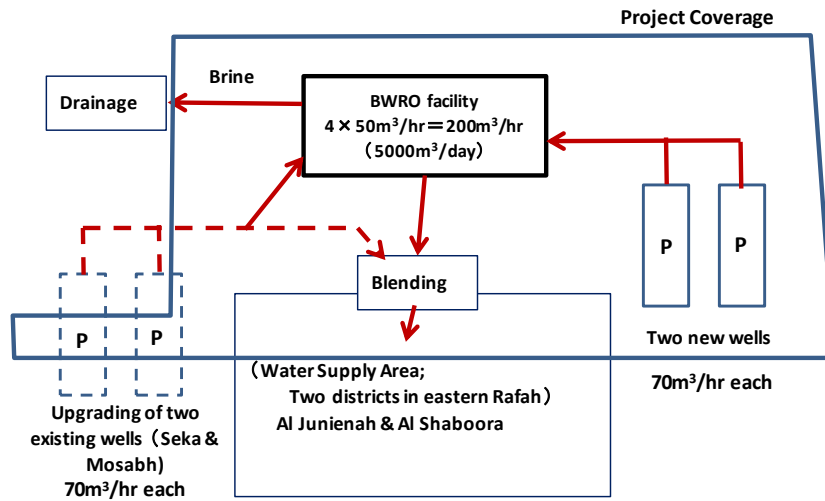 Project Coverage
Drainage
Brine
BWRO facility
4×50m³/hr＝200m³/hr
（5000m³/day）
P
P
Blending
P
P
Two new wells
70m³/hr each
（Water Supply Area;
Two districts in eastern Rafah）
Al Junienah & Al Shaboora
Upgrading of two
existing wells（Seka &
Mosabh)
70m³/hr each